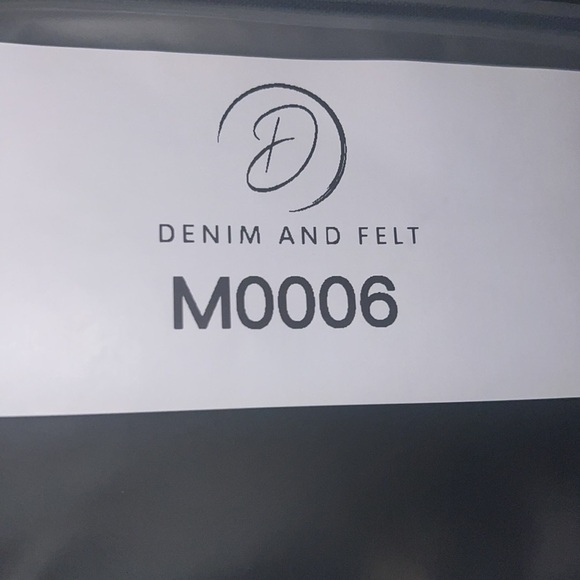 D
DENIM AND FELT
M0006